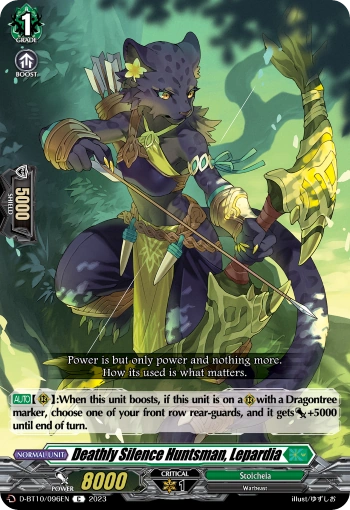 1
GRADE
BOOST
5000
SHIELD
Power is but only power and nothing more.
How its used is what matters.
AUTO【 R 】:When this unit boosts, if this unit is on a R with a Dragontree
marker, choose one of your front row rear-guards, and it gets +5000
until end of turn.
NORMAL UNIT
Deathly Silence Huntsman, Lepardia
POWER 8000
CRITICAL
1
Stoicheia
Warbeast
D-BT10/096EN C 2023
illust/ゆずしお